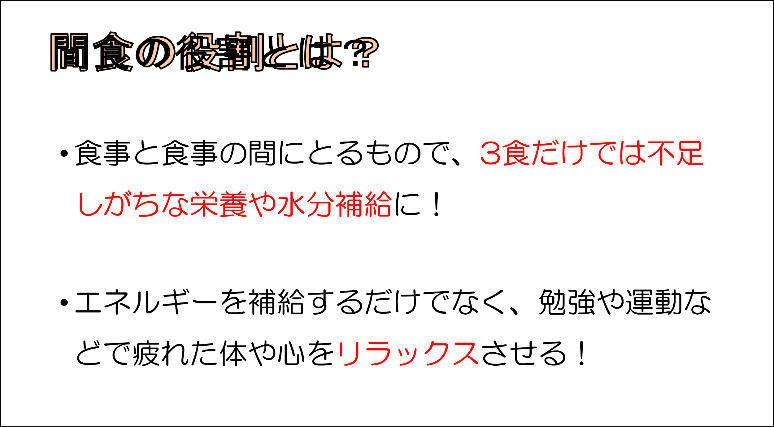 間食の役割とは？
・食事と食事の間にとるもので、３食だけでは不足
しがちな栄養や水分補給に！
・エネルギーを補給するだけでなく、勉強や運動な
どで疲れた体や心をリラックスさせる！